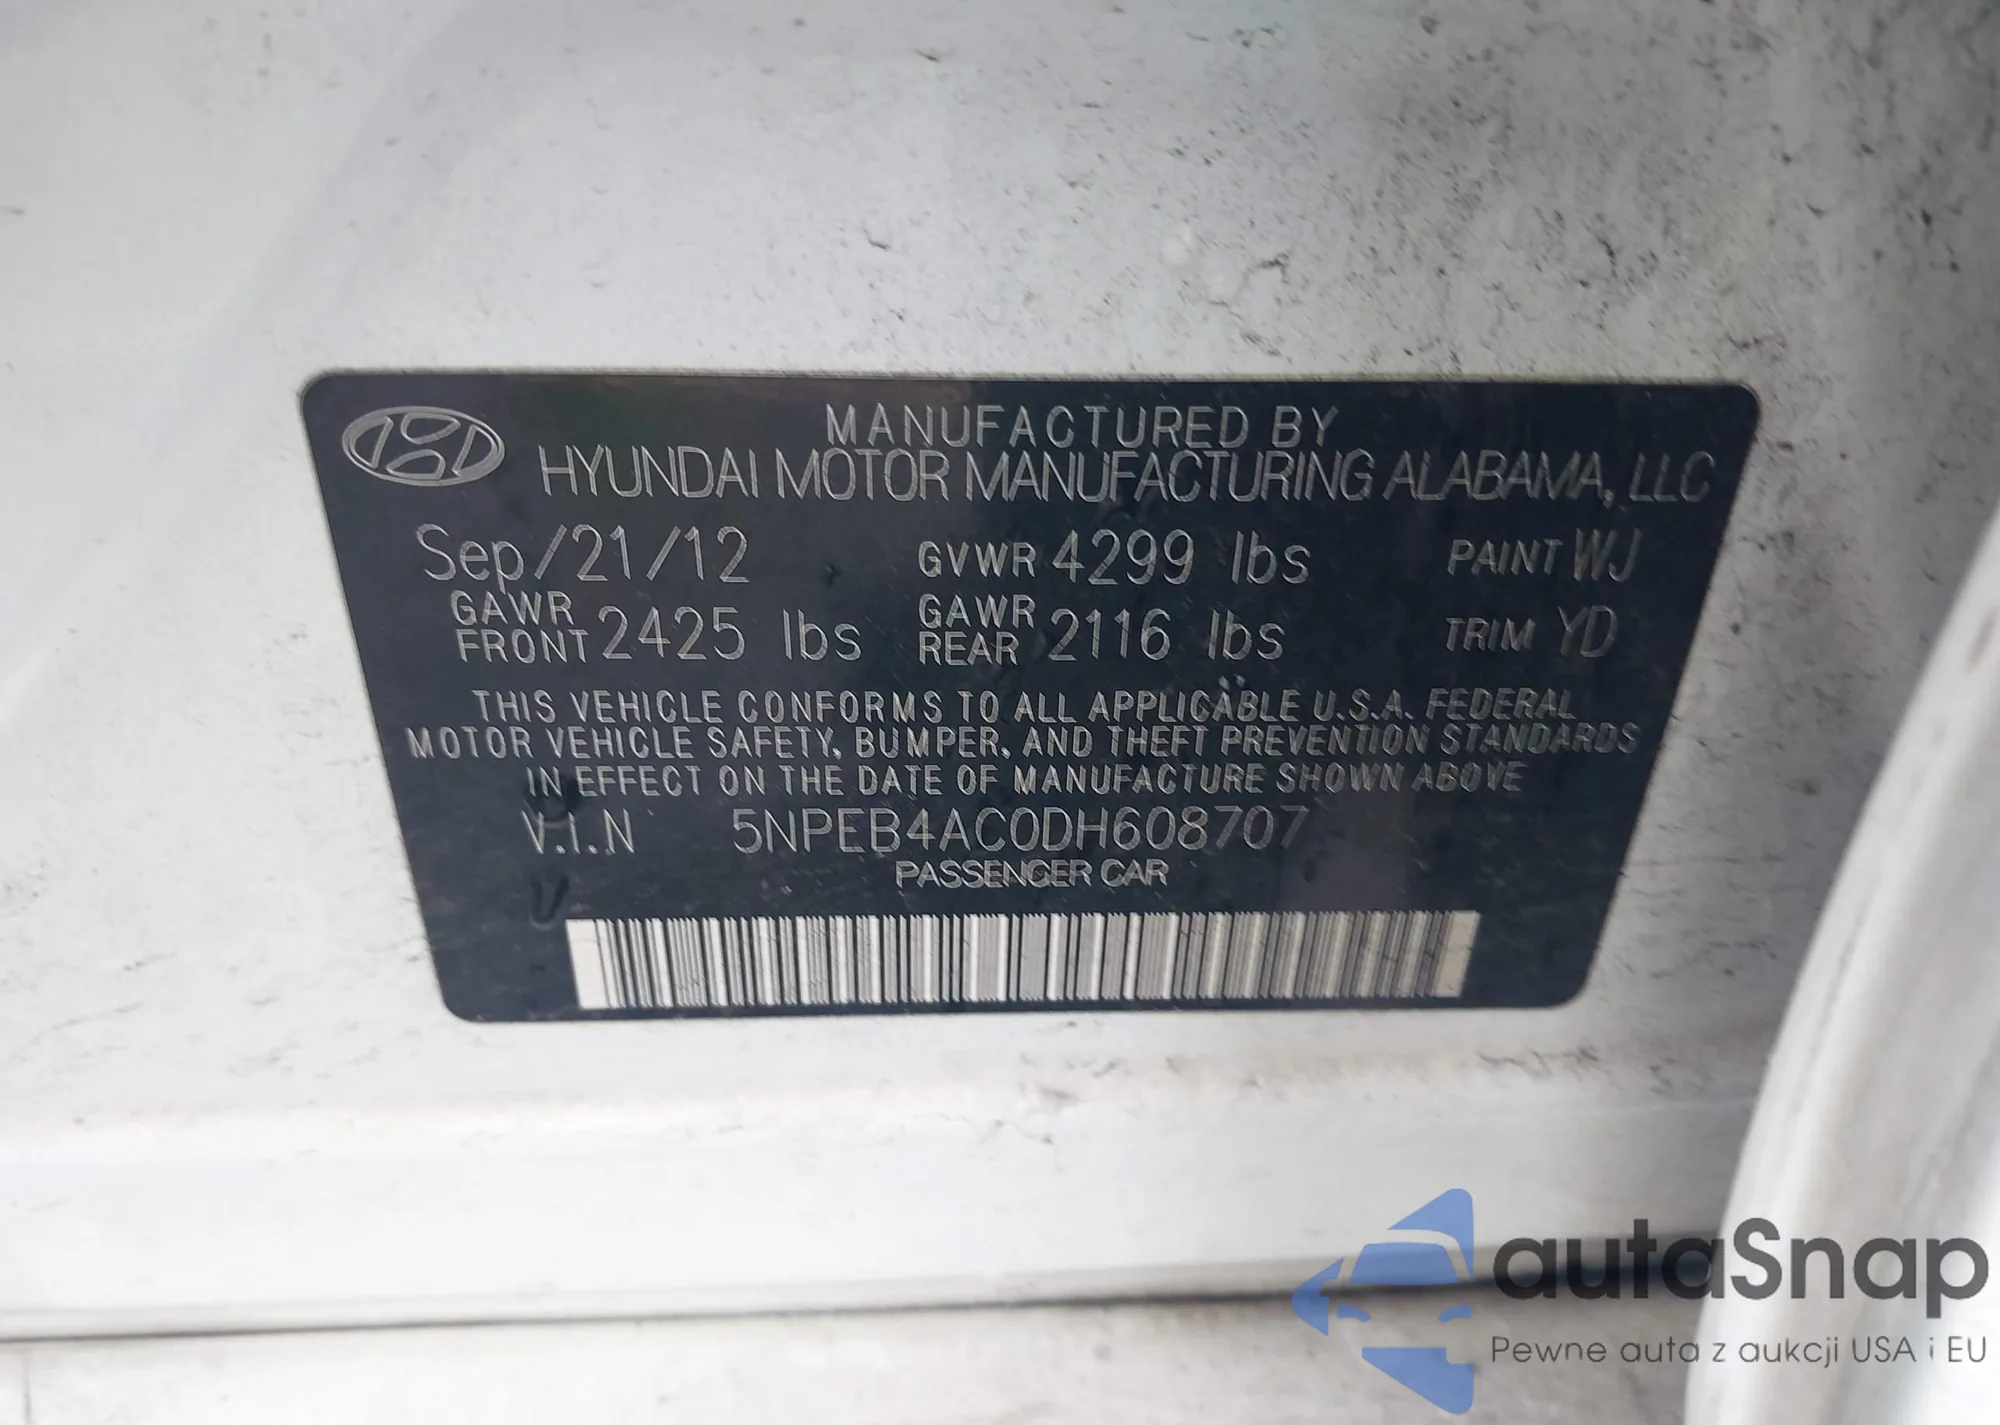 MANUFACTURED BY
HYUNDAI MOTOR MANUFACTURING ALABAMA, LLC
Sep/21/12 GVWR 4299 lbs PAINT WJ
GAWR FRONT 2425 lbs GAWR REAR 2116 lbs TRIM YD
THIS VEHICLE CONFORMS TO ALL APPLICABLE U.S.A. FEDERAL
MOTOR VEHICLE SAFETY, BUMPER, AND THEFT PREVENTION STANDARDS
IN EFFECT ON THE DATE OF MANUFACTURE SHOWN ABOVE
V.I.N 5NPEB4AC0DH608707
PASSENGER CAR
autaSnap
Pewne auta z aukcji USA i EU